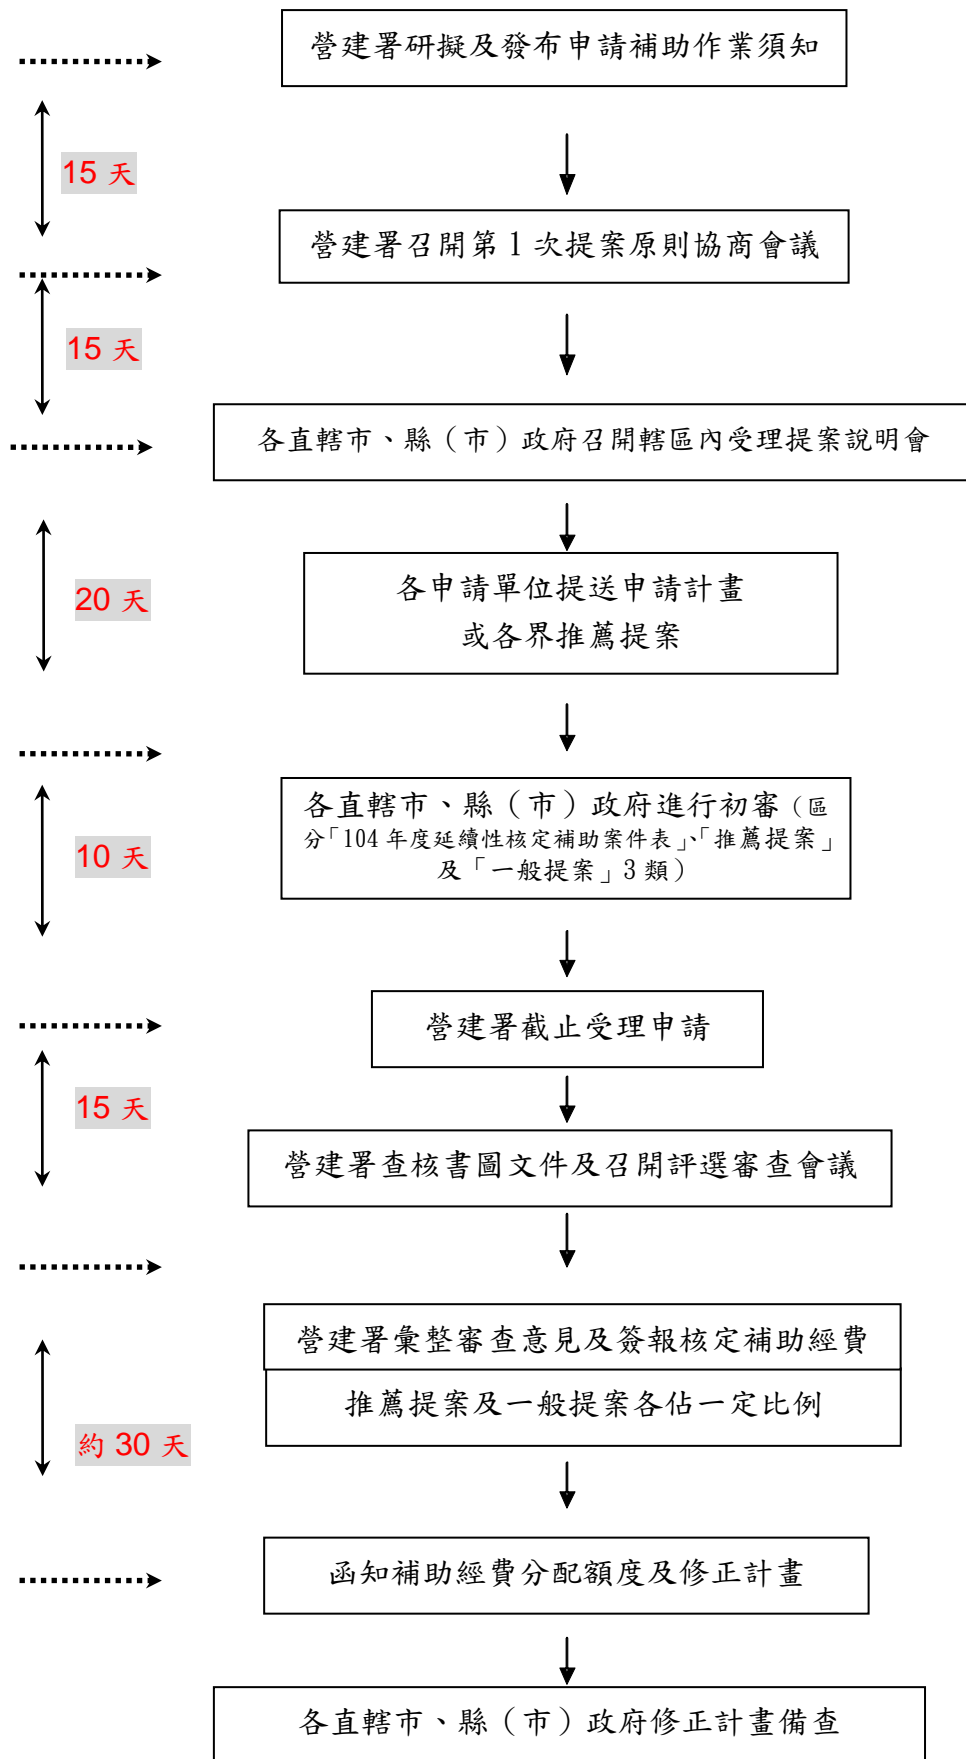 營建署研擬及發布申請補助作業須知
15 天
營建署召開第 1 次提案原則協商會議
15 天
各直轄市、縣（市）政府召開轄區內受理提案說明會
20 天
各申請單位提送申請計畫
或各界推薦提案
10 天
各直轄市、縣（市）政府進行初審（區
分「104 年度延續性核定補助案件表」、「推薦提案」
及「一般提案」3 類）
營建署截止受理申請
15 天
營建署查核書圖文件及召開評選審查會議
營建署彙整審查意見及簽報核定補助經費
推薦提案及一般提案各佔一定比例
約 30 天
函知補助經費分配額度及修正計畫
各直轄市、縣（市）政府修正計畫備查